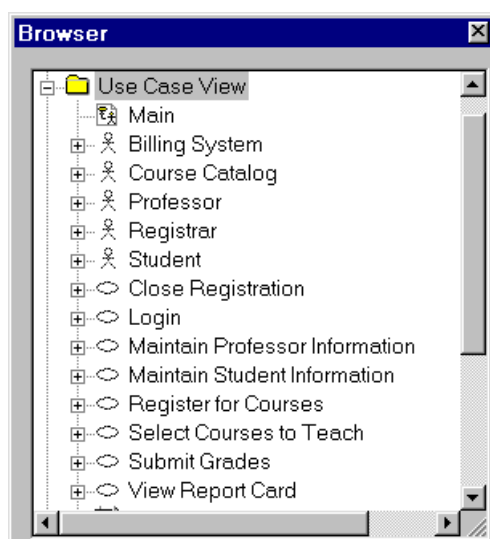 Browser
Use Case View
Main
Billing System
Course Catalog
Professor
Registrar
Student
Close Registration
Login
Maintain Professor Information
Maintain Student Information
Register for Courses
Select Courses to Teach
Submit Grades
View Report Card